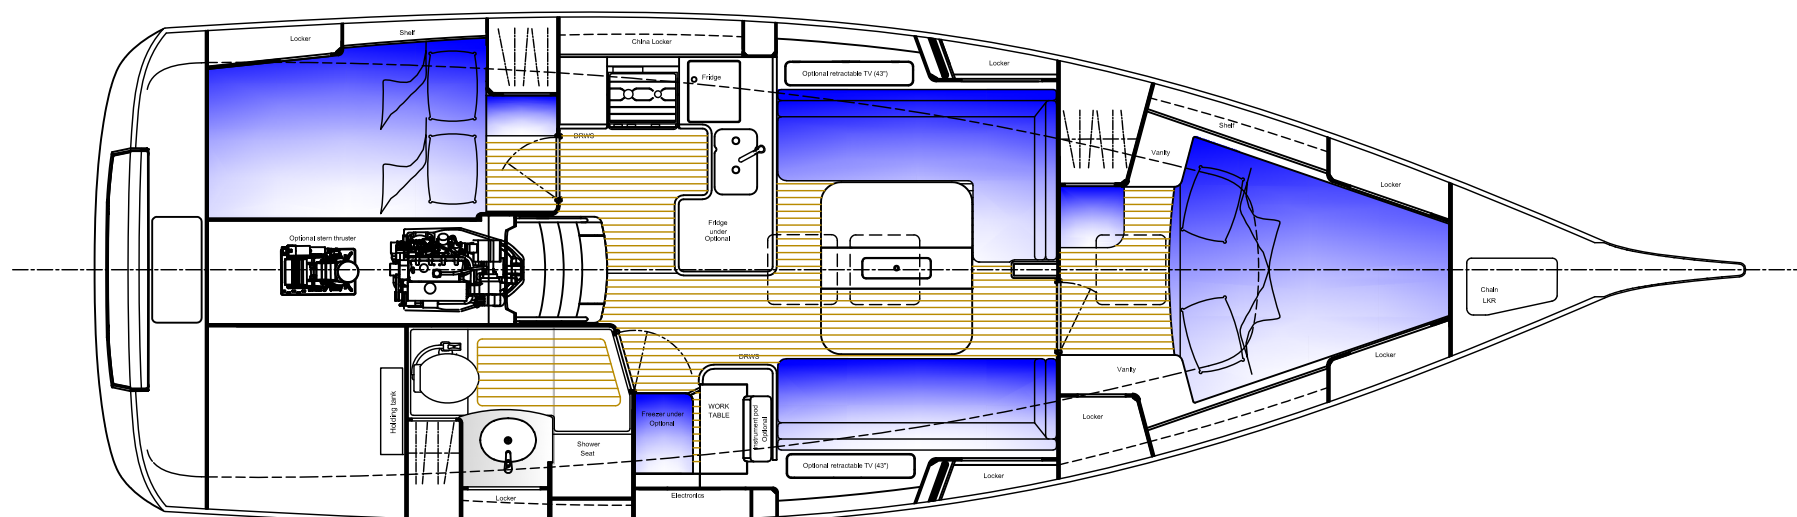 Locker
Shelf
China Locker
Optional retractable TV (43")
Locker
Fridge
DRWS
Shelf
Vanity
Locker
Fridge
under
Optional
Optional stern thruster
Chain
LKR
DRWS
Locker
Vanity
Holding tank
Freezer under
Optional
WORK
TABLE
Instrument pod
Optional
Locker
Shower
Seat
Optional retractable TV (43")
Locker
Locker
Electronics